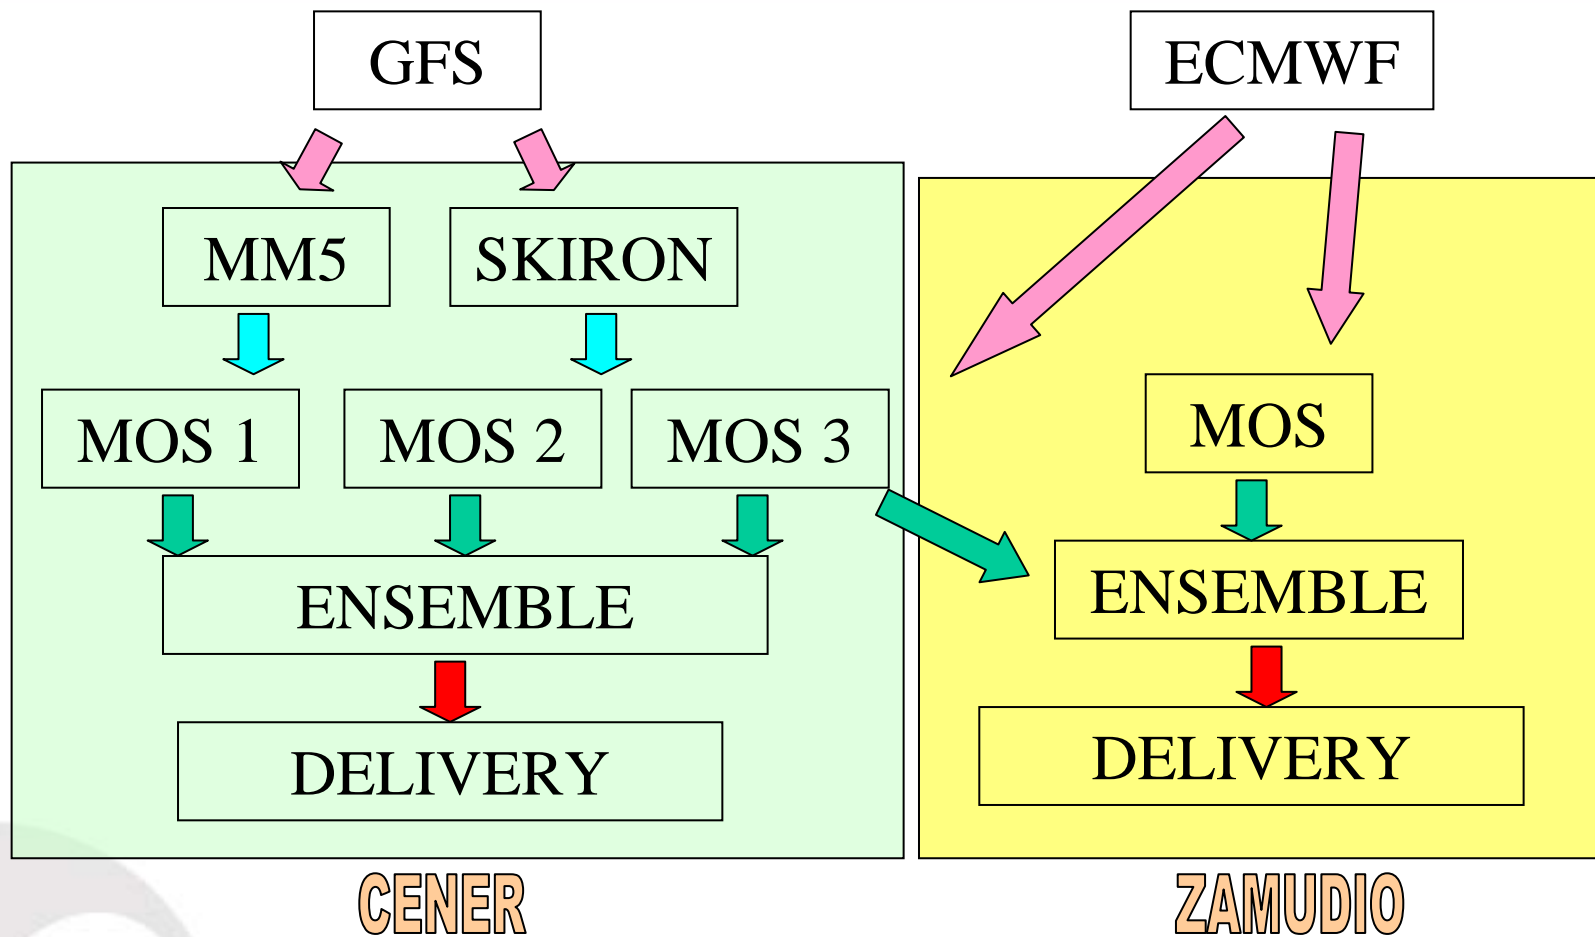 GFS
ECMWF
MM5
SKIRON
MOS 1
MOS 2
MOS 3
MOS
ENSEMBLE
ENSEMBLE
DELIVERY
DELIVERY
CENER
ZAMUDIO